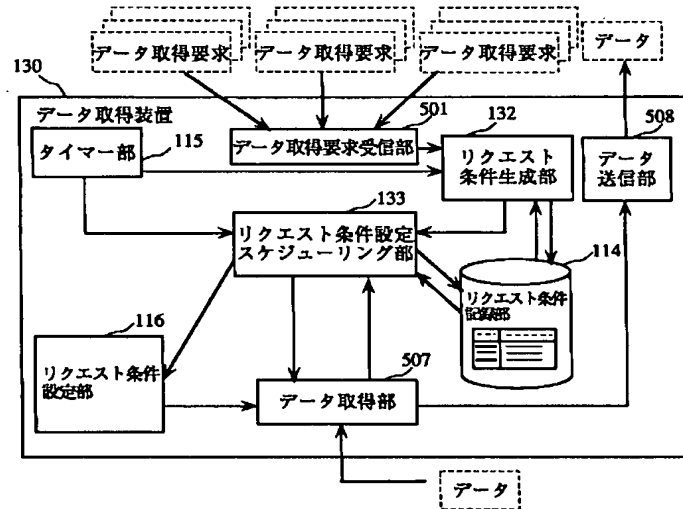 データ取得要求
データ取得要求
データ取得要求
データ
130
データ取得装置
タイマー部
115
501
データ取得要求受信部
132
リクエスト
条件生成部
508
データ
送信部
133
リクエスト条件設定
スケジューリング部
114
リクエスト条件
記録部
116
リクエスト条件
設定部
507
データ取得部
データ